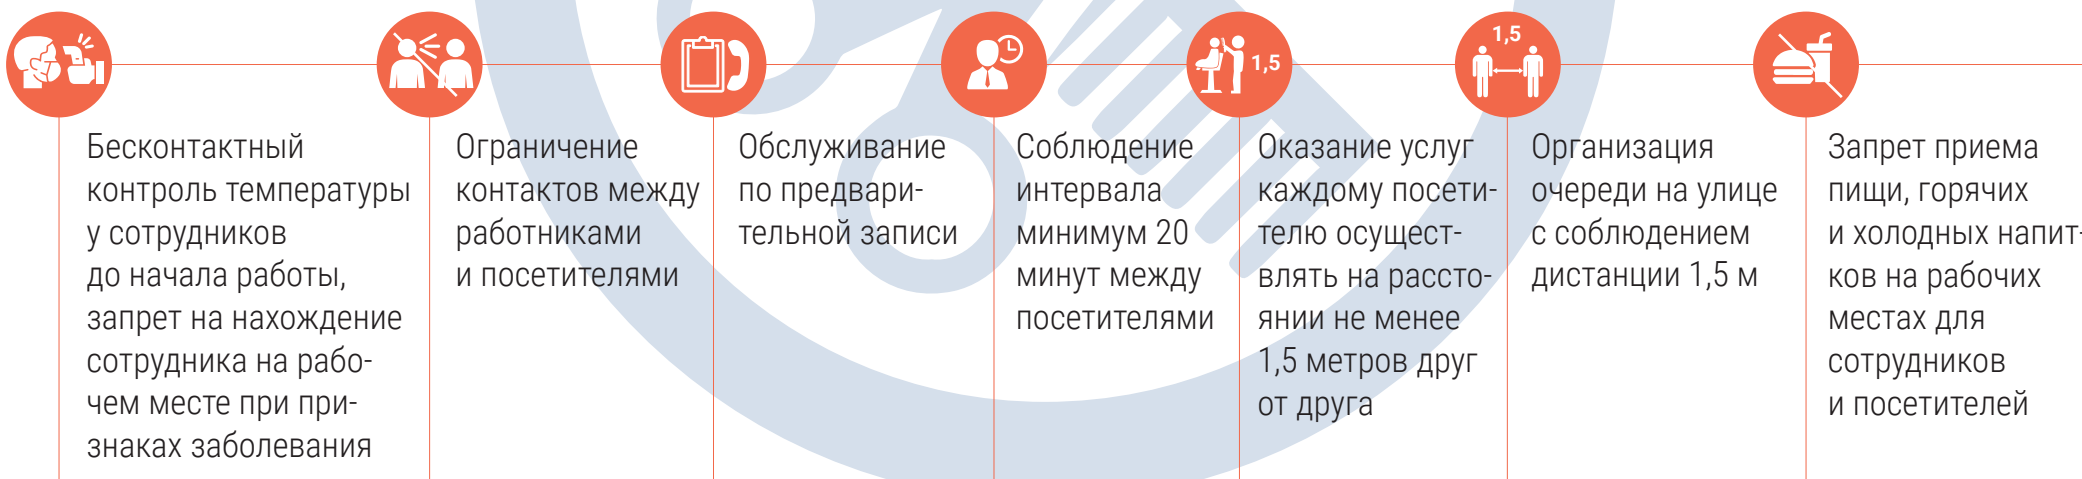 1,5
1,5
Бесконтактный
контроль температуры
у сотрудников
до начала работы,
запрет на нахождение
сотрудника на рабо-
чем месте при при-
знаках заболевания
Ограничение
контактов между
работниками
и посетителями
Обслуживание
по предвари-
тельной записи
Соблюдение
интервала
минимум 20
минут между
посетителями
Оказание услуг
каждому посети-
телю осущест-
влять на рассто-
янии не менее
1,5 метров друг
от друга
Организация
очереди на улице
с соблюдением
дистанции 1,5 м
Запрет приема
пищи, горячих
и холодных напит-
ков на рабочих
местах для
сотрудников
и посетителей